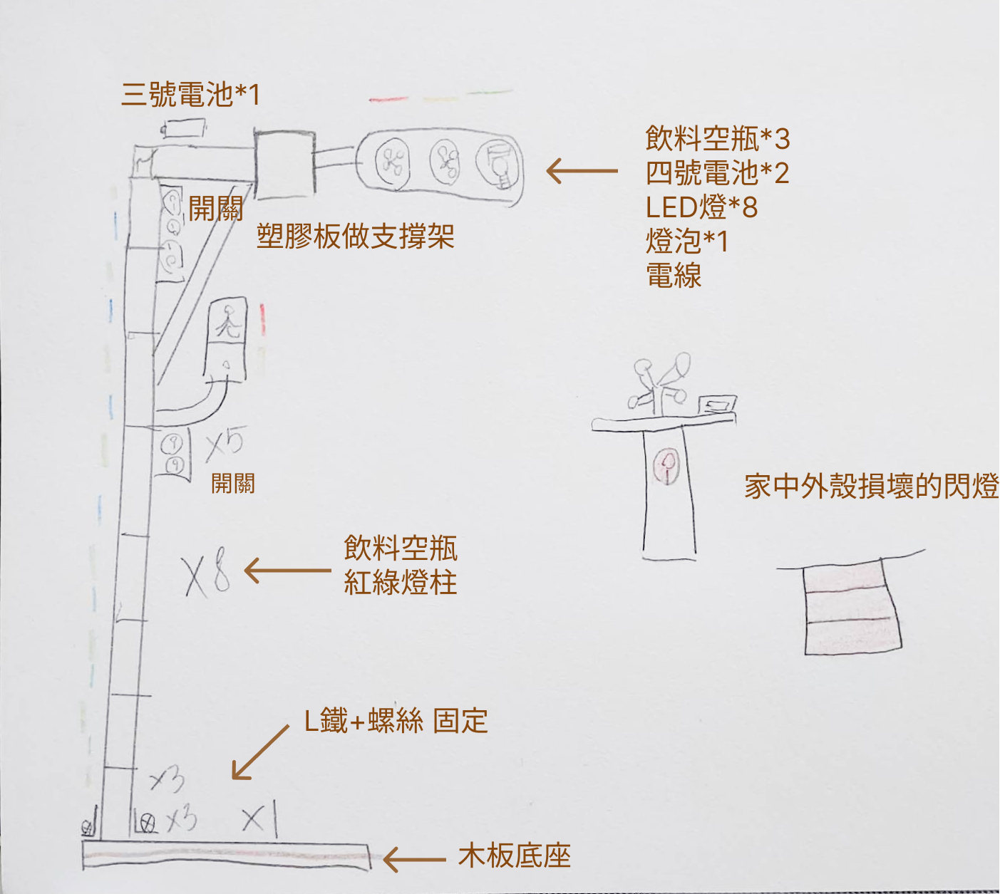 三號電池*1
飲料空瓶*3
四號電池*2
LED燈*8
燈泡*1
電線
開關
塑膠板做支撐架
X5
開關
家中外殼損壞的閃燈
飲料空瓶
紅綠燈柱
X8
L鐵+螺絲 固定
x3
x3
X1
木板底座